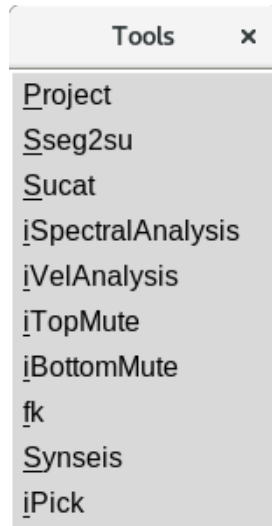 Tools ×
Project
Sseg2su
Sucat
iSpectralAnalysis
iVelAnalysis
iTopMute
iBottomMute
fk
Synseis
iPick